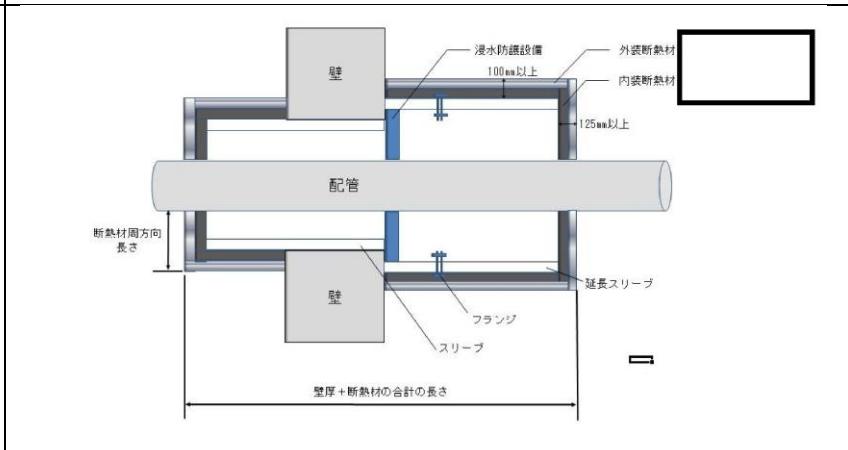 浸水防護設備
外装断熱材
壁
100mm以上
内装断熱材
125mm以上
配管
断熱材周方向
長さ
延長スリーブ
壁
フランジ
スリーブ
壁厚+断熱材の合計の長さ